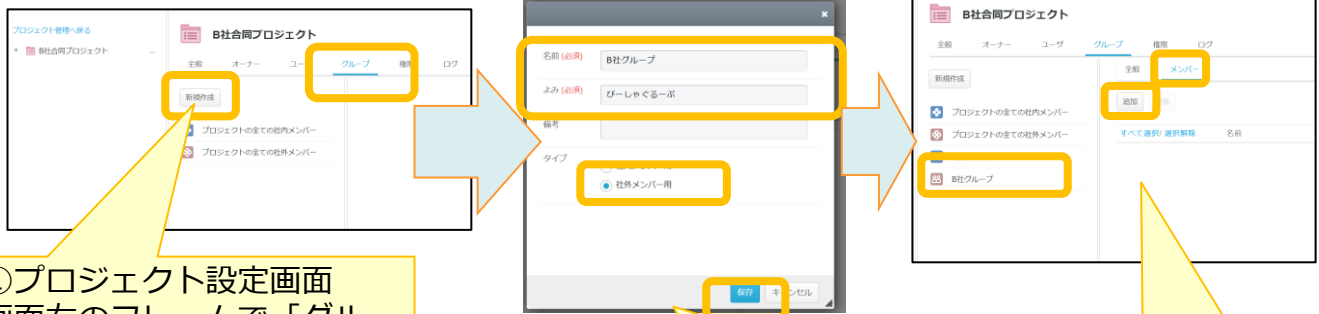 プロジェクト管理へ戻る
B社合同プロジェクト
B社合同プロジェクト
全般 オーナー ユー グループ 権限 ログ
新規作成
プロジェクトの全ての社内メンバー
プロジェクトの全ての社外メンバー
プロジェクト設定画面
×
名前 (必須) B社グループ
よみ (必須) びーしゃぐるーぷ
備考
タイプ
社外メンバー用
保存 キャンセル
B社合同プロジェクト
全般 オーナー ユーザ グループ 権限 ログ
新規作成
プロジェクトの全ての社内メンバー
プロジェクトの全ての社外メンバー
B社グループ
全般 メンバー
追加
すべて選択/ 選択解除 名前